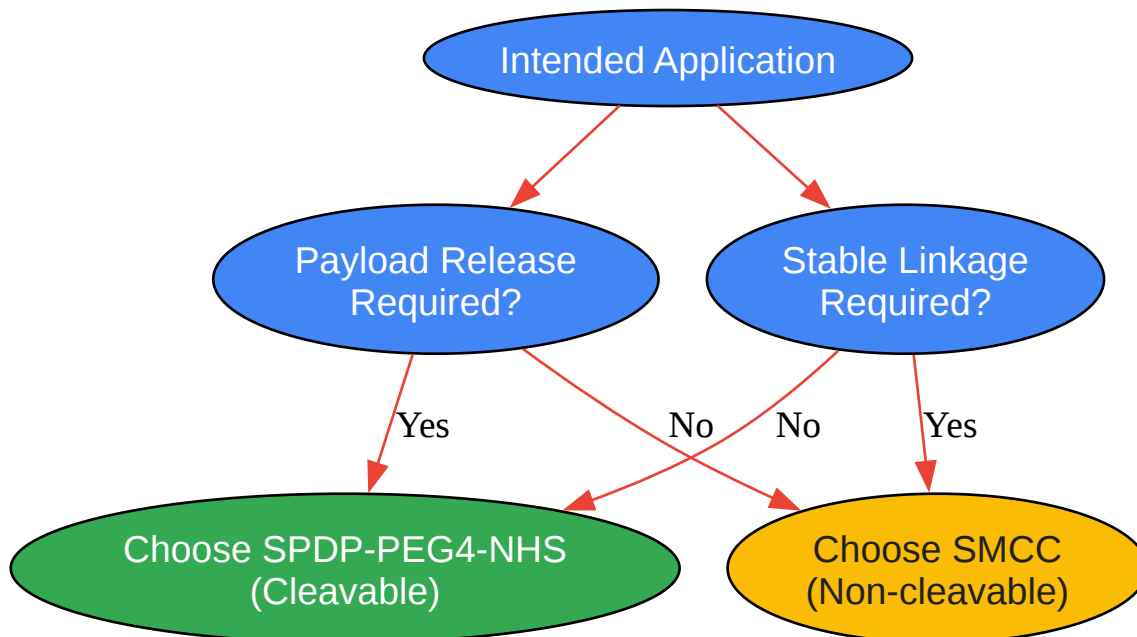 Intended Application
Payload Release
Required?
Stable Linkage
Required?
Yes
No
No
Yes
Choose SPDP-PEG4-NHS
(Cleavable)
Choose SMCC
(Non-cleavable)